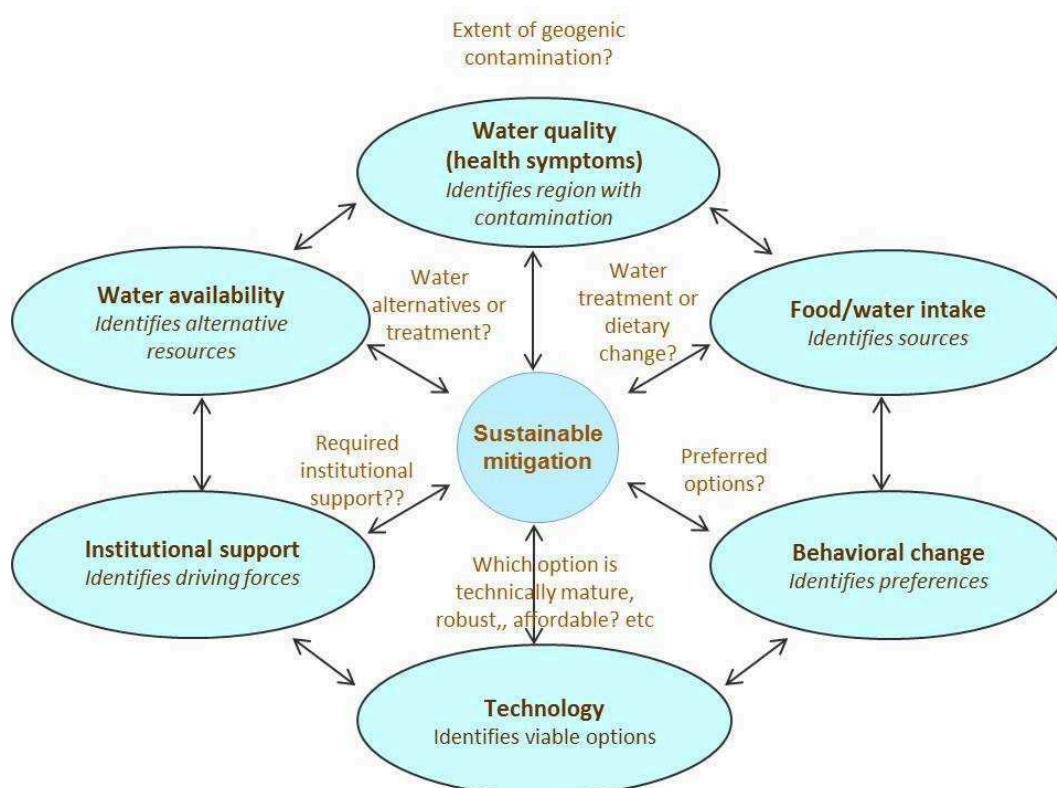 Extent of geogenic
contamination?
Water quality
(health symptoms)
Identifies region with
contamination
Water availability
Identifies alternative
resources
Water
alternatives or
treatment?
Water
treatment or
dietary
change?
Food/water intake
Identifies sources
Sustainable
mitigation
Required
institutional
support??
Preferred
options?
Institutional support
Identifies driving forces
Which option is
technically mature,
robust,, affordable? etc
Behavioral change
Identifies preferences
Technology
Identifies viable options